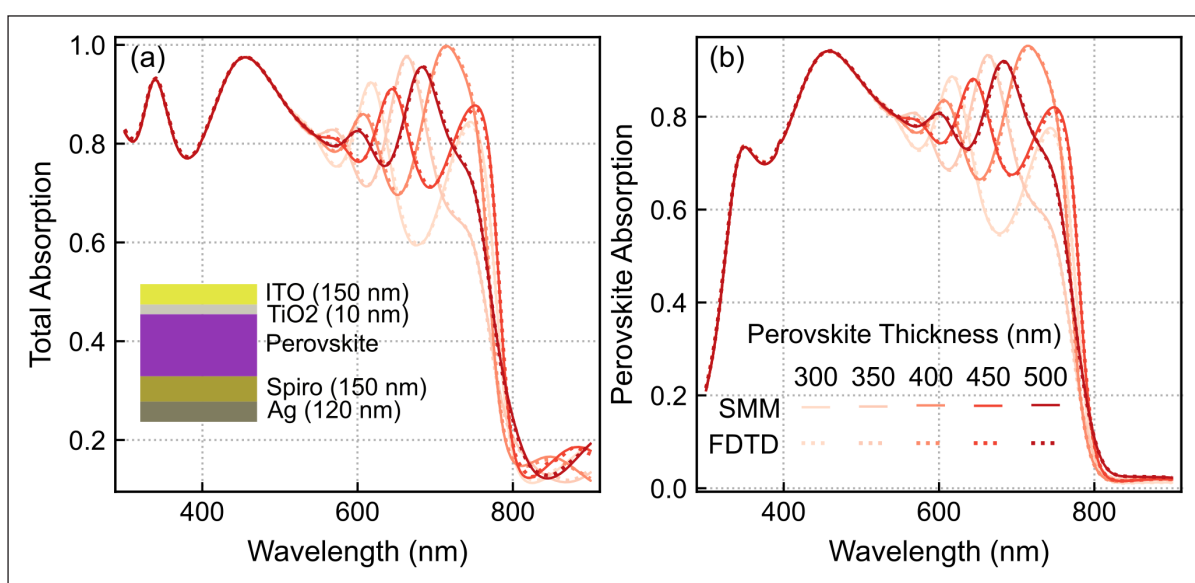 (a)
Total Absorption
1.0
0.8
0.6
0.4
0.2
ITO (150 nm)
TiO2 (10 nm)
Perovskite
Spiro (150 nm)
Ag (120 nm)
400
600
800
Wavelength (nm)
(b)
Perovskite Absorption
0.8
0.6
0.4
0.2
0.0
Perovskite Thickness (nm)
300 350 400 450 500
SMM
FDTD
400
600
800
Wavelength (nm)